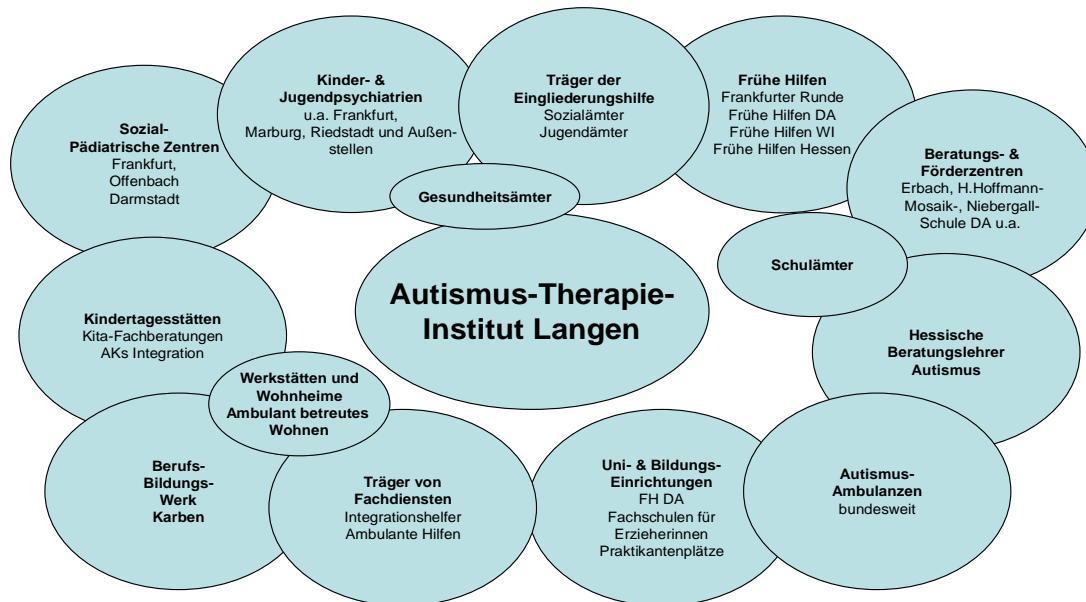 Kinder- &
Jugendpsychiatrien
u.a. Frankfurt,
Marburg, Riedstadt und Außen-
stellen
Träger der
Eingliederungshilfe
Sozialämter
Jugendämter
Frühe Hilfen
Frankfurter Runde
Frühe Hilfen DA
Frühe Hilfen WI
Frühe Hilfen Hessen
Sozial-
Pädiatrische Zentren
Frankfurt,
Offenbach
Darmstadt
Beratungs- &
Förderzentren
Erbach, H.Hoffmann-
Mosaik-, Niebergall-
Schule DA u.a.
Gesundheitsämter
Schulämter
Autismus-Therapie-
Institut Langen
Kindertagesstätten
Kita-Fachberatungen
AKs Integration
Hessische
Beratungslehrer
Autismus
Werkstätten und
Wohnheime
Ambulant betreutes
Wohnen
Berufs-
Bildungs-
Werk
Karben
Träger von
Fachdiensten
Integrationshelfer
Ambulante Hilfen
Uni- & Bildungs-
Einrichtungen
FH DA
Fachschulen für
Erzieherinnen
Praktikantenplätze
Autismus-
Ambulanzen
bundesweit